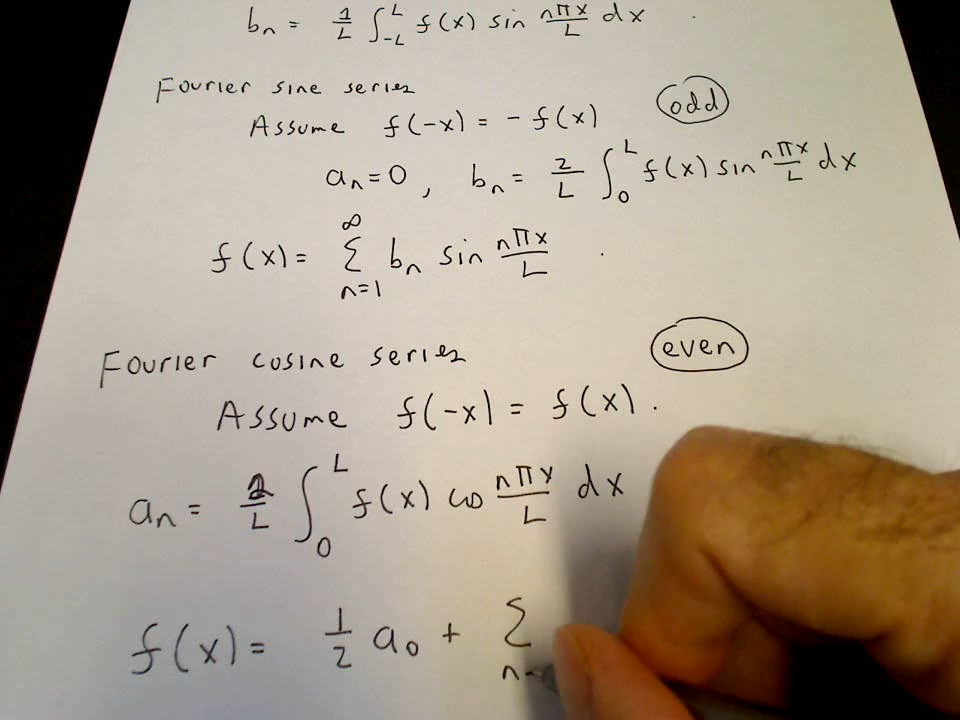 bₙ = 1/L ∫_{-L}^{L} f(x) sin nπx/L dx .
Fourier sine series
Assume f(-x) = - f(x) odd
aₙ = 0 , bₙ = 2/L ∫_0^L f(x) sin nπx/L dx
f(x) = ∑_{n=1}^∞ bₙ sin nπx/L .
Fourier cosine series even
Assume f(-x) = f(x) .
aₙ = 2/L ∫_0^L f(x) co nπx/L dx
f(x) = 1/2 a₀ + ∑_n